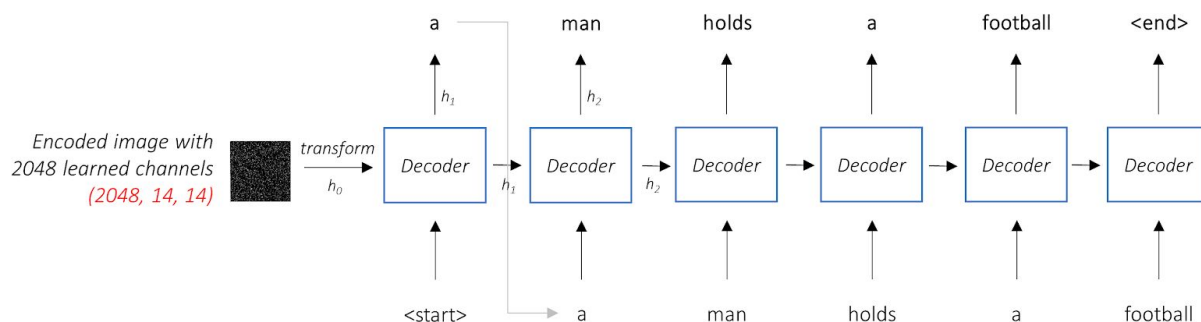 a man holds a football <end>
h1 h2
Encoded image with
2048 learned channels
(2048, 14, 14)
transform
h0
Decoder h1 Decoder h2 Decoder Decoder Decoder Decoder
<start> a man holds a football